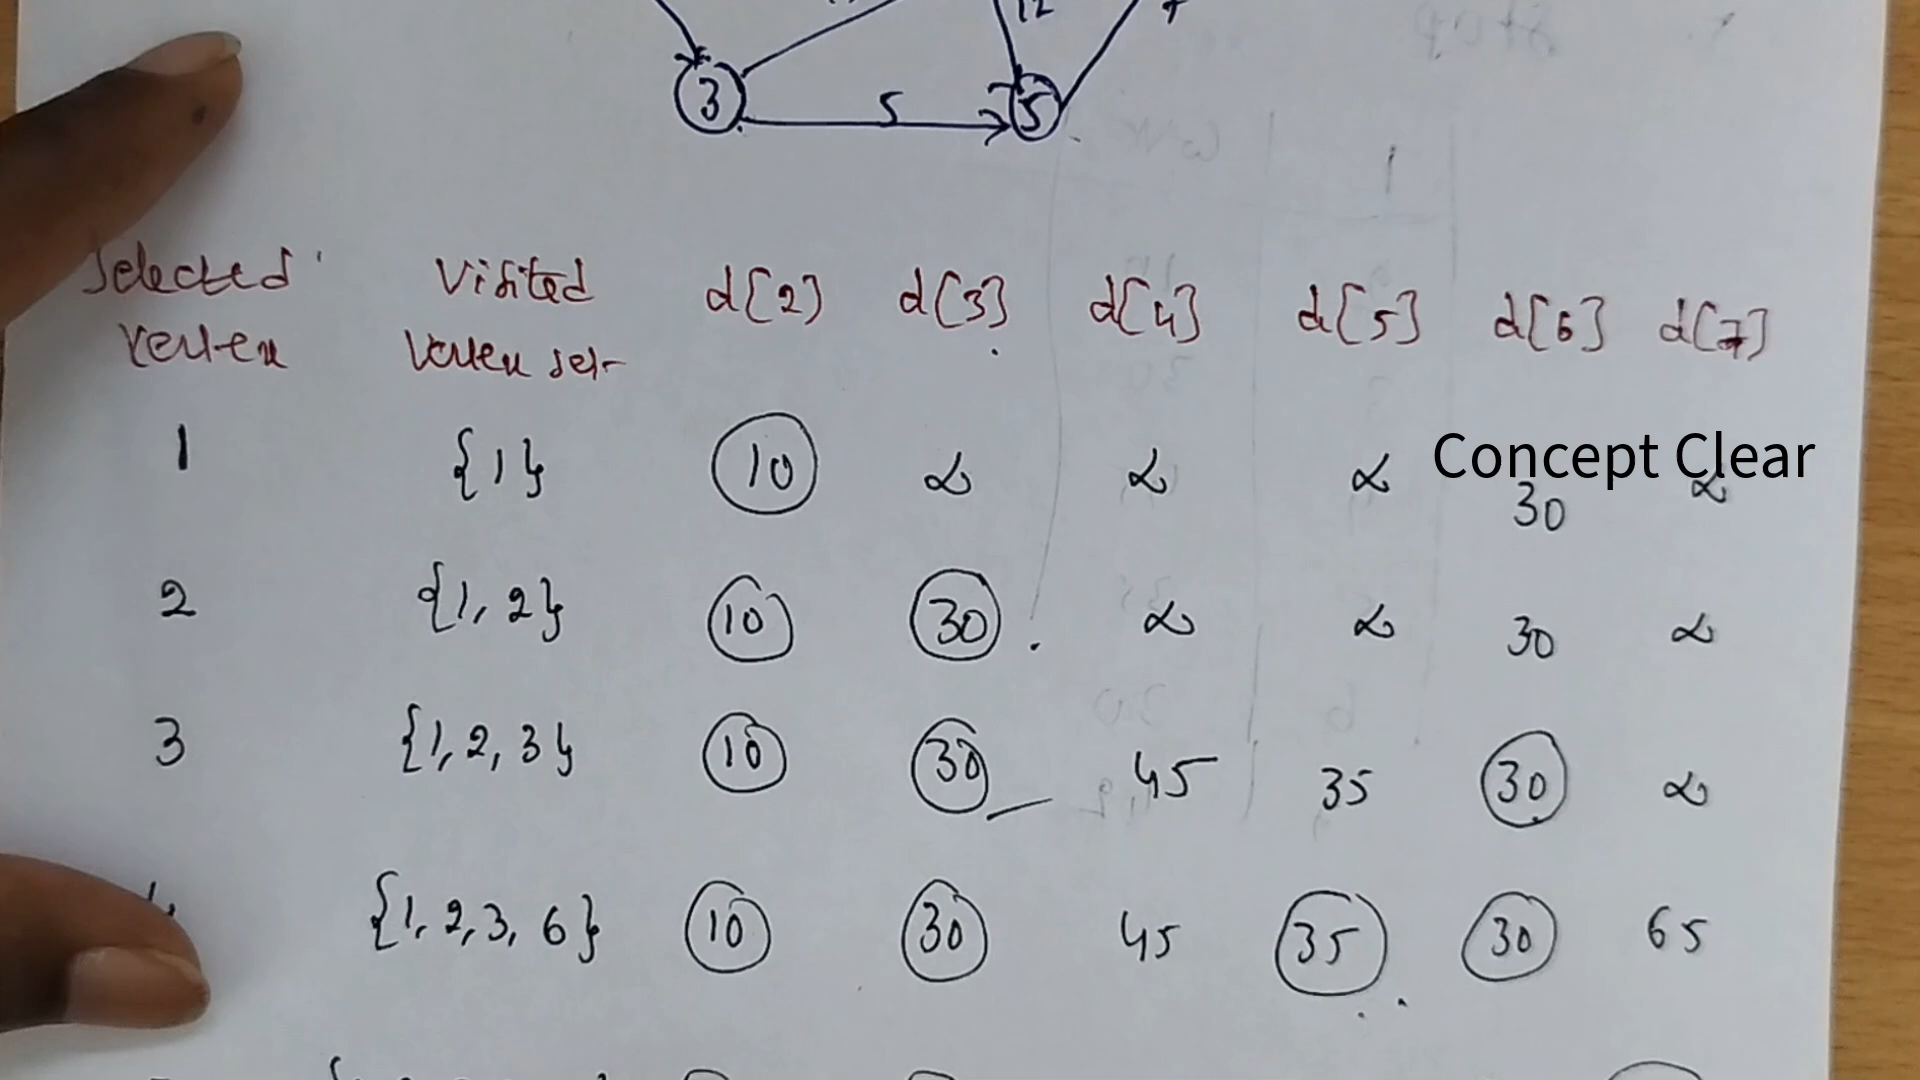 12
3
5
5
Selected Visited d[2] d[3] d[4] d[5] d[6] d[7]
Vertex Vertex set
1 {1} 10 ∝ ∝ ∝ 30 ∝
Concept Clear
2 {1, 2} 10 30 ∝ ∝ 30 ∝
3 {1, 2, 3} 10 30 45 35 30 ∝
{1, 2, 3, 6} 10 30 45 35 30 65